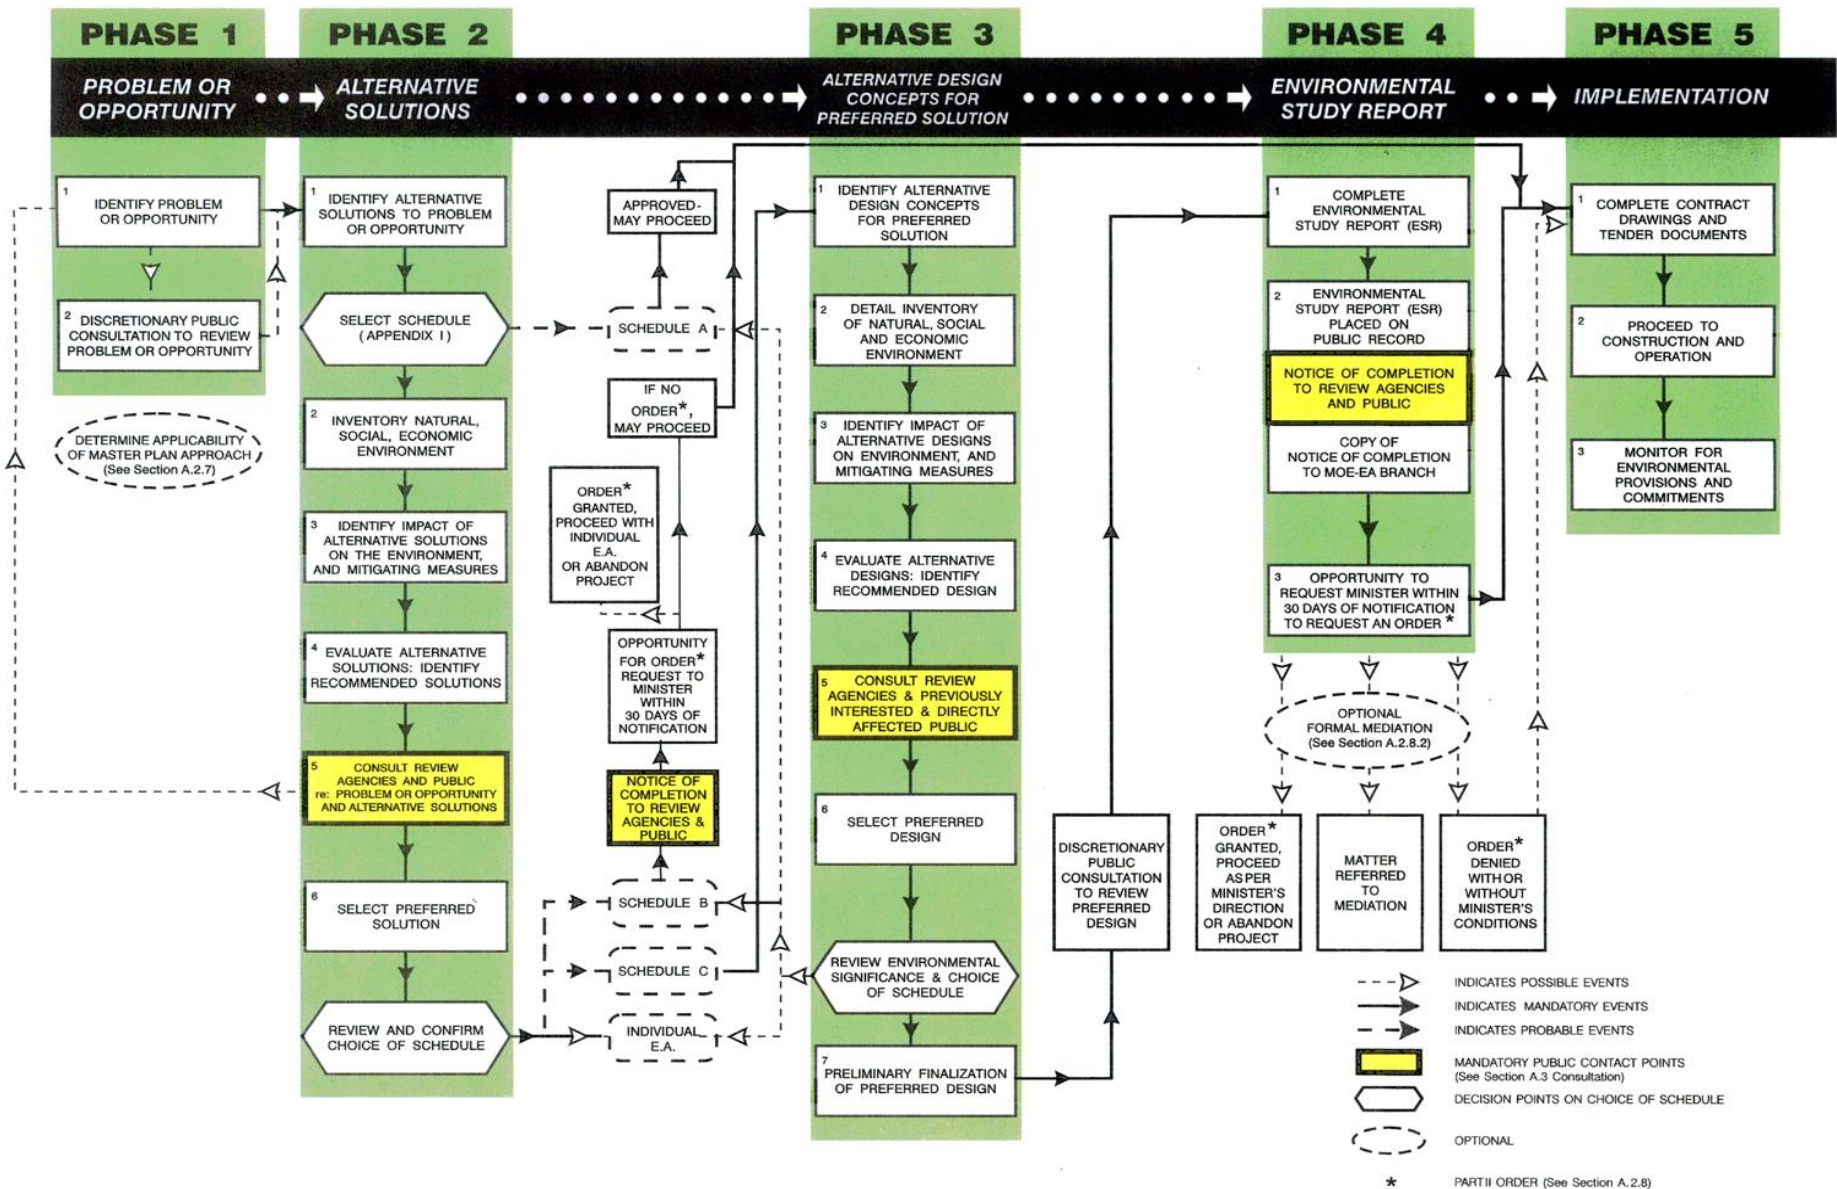 PHASE 1
PHASE 2
PHASE 3
PHASE 4
PHASE 5
PROBLEM OR
OPPORTUNITY
ALTERNATIVE
SOLUTIONS
ALTERNATIVE DESIGN
CONCEPTS FOR
PREFERRED SOLUTION
ENVIRONMENTAL
STUDY REPORT
IMPLEMENTATION
1
IDENTIFY PROBLEM
OR OPPORTUNITY
2
DISCRETIONARY PUBLIC
CONSULTATION TO REVIEW
PROBLEM OR OPPORTUNITY
DETERMINE APPLICABILITY
OF MASTER PLAN APPROACH
(See Section A.2.7)
1
IDENTIFY ALTERNATIVE
SOLUTIONS TO PROBLEM
OR OPPORTUNITY
SELECT SCHEDULE
(APPENDIX I)
2
INVENTORY NATURAL,
SOCIAL, ECONOMIC
ENVIRONMENT
3
IDENTIFY IMPACT OF
ALTERNATIVE SOLUTIONS
ON THE ENVIRONMENT,
AND MITIGATING MEASURES
4
EVALUATE ALTERNATIVE
SOLUTIONS: IDENTIFY
RECOMMENDED SOLUTIONS
5
CONSULT REVIEW
AGENCIES AND PUBLIC
re: PROBLEM OR OPPORTUNITY
AND ALTERNATIVE SOLUTIONS
6
SELECT PREFERRED
SOLUTION
REVIEW AND CONFIRM
CHOICE OF SCHEDULE
APPROVED-
MAY PROCEED
SCHEDULE A
IF NO
ORDER*,
MAY PROCEED
ORDER*
GRANTED,
PROCEED WITH
INDIVIDUAL
E.A.
OR ABANDON
PROJECT
OPPORTUNITY
FOR ORDER*
REQUEST TO
MINISTER
WITHIN
30 DAYS OF
NOTIFICATION
NOTICE OF
COMPLETION
TO REVIEW
AGENCIES &
PUBLIC
SCHEDULE B
SCHEDULE C
INDIVIDUAL
E.A.
1
IDENTIFY ALTERNATIVE
DESIGN CONCEPTS
FOR PREFERRED
SOLUTION
2
DETAIL INVENTORY
OF NATURAL, SOCIAL
AND ECONOMIC
ENVIRONMENT
3
IDENTIFY IMPACT OF
ALTERNATIVE DESIGNS
ON ENVIRONMENT, AND
MITIGATING MEASURES
4
EVALUATE ALTERNATIVE
DESIGNS: IDENTIFY
RECOMMENDED DESIGN
5
CONSULT REVIEW
AGENCIES & PREVIOUSLY
INTERESTED & DIRECTLY
AFFECTED PUBLIC
6
SELECT PREFERRED
DESIGN
REVIEW ENVIRONMENTAL
SIGNIFICANCE & CHOICE
OF SCHEDULE
7
PRELIMINARY FINALIZATION
OF PREFERRED DESIGN
DISCRETIONARY
PUBLIC
CONSULTATION
TO REVIEW
PREFERRED
DESIGN
1
COMPLETE
ENVIRONMENTAL
STUDY REPORT (ESR)
2
ENVIRONMENTAL
STUDY REPORT (ESR)
PLACED ON
PUBLIC RECORD
NOTICE OF COMPLETION
TO REVIEW AGENCIES
AND PUBLIC
COPY OF
NOTICE OF COMPLETION
TO MOE-EA BRANCH
3
OPPORTUNITY TO
REQUEST MINISTER WITHIN
30 DAYS OF NOTIFICATION
TO REQUEST AN ORDER*
OPTIONAL
FORMAL MEDIATION
(See Section A.2.8.2)
ORDER*
GRANTED,
PROCEED
AS PER
MINISTER'S
DIRECTION
OR ABANDON
PROJECT
MATTER
REFERRED
TO
MEDIATION
ORDER*
DENIED
WITH OR
WITHOUT
MINISTER'S
CONDITIONS
1
COMPLETE CONTRACT
DRAWINGS AND
TENDER DOCUMENTS
2
PROCEED TO
CONSTRUCTION AND
OPERATION
3
MONITOR FOR
ENVIRONMENTAL
PROVISIONS AND
COMMITMENTS
INDICATES POSSIBLE EVENTS
INDICATES MANDATORY EVENTS
INDICATES PROBABLE EVENTS
MANDATORY PUBLIC CONTACT POINTS
(See Section A.3 Consultation)
DECISION POINTS ON CHOICE OF SCHEDULE
OPTIONAL
* PART II ORDER (See Section A.2.8)